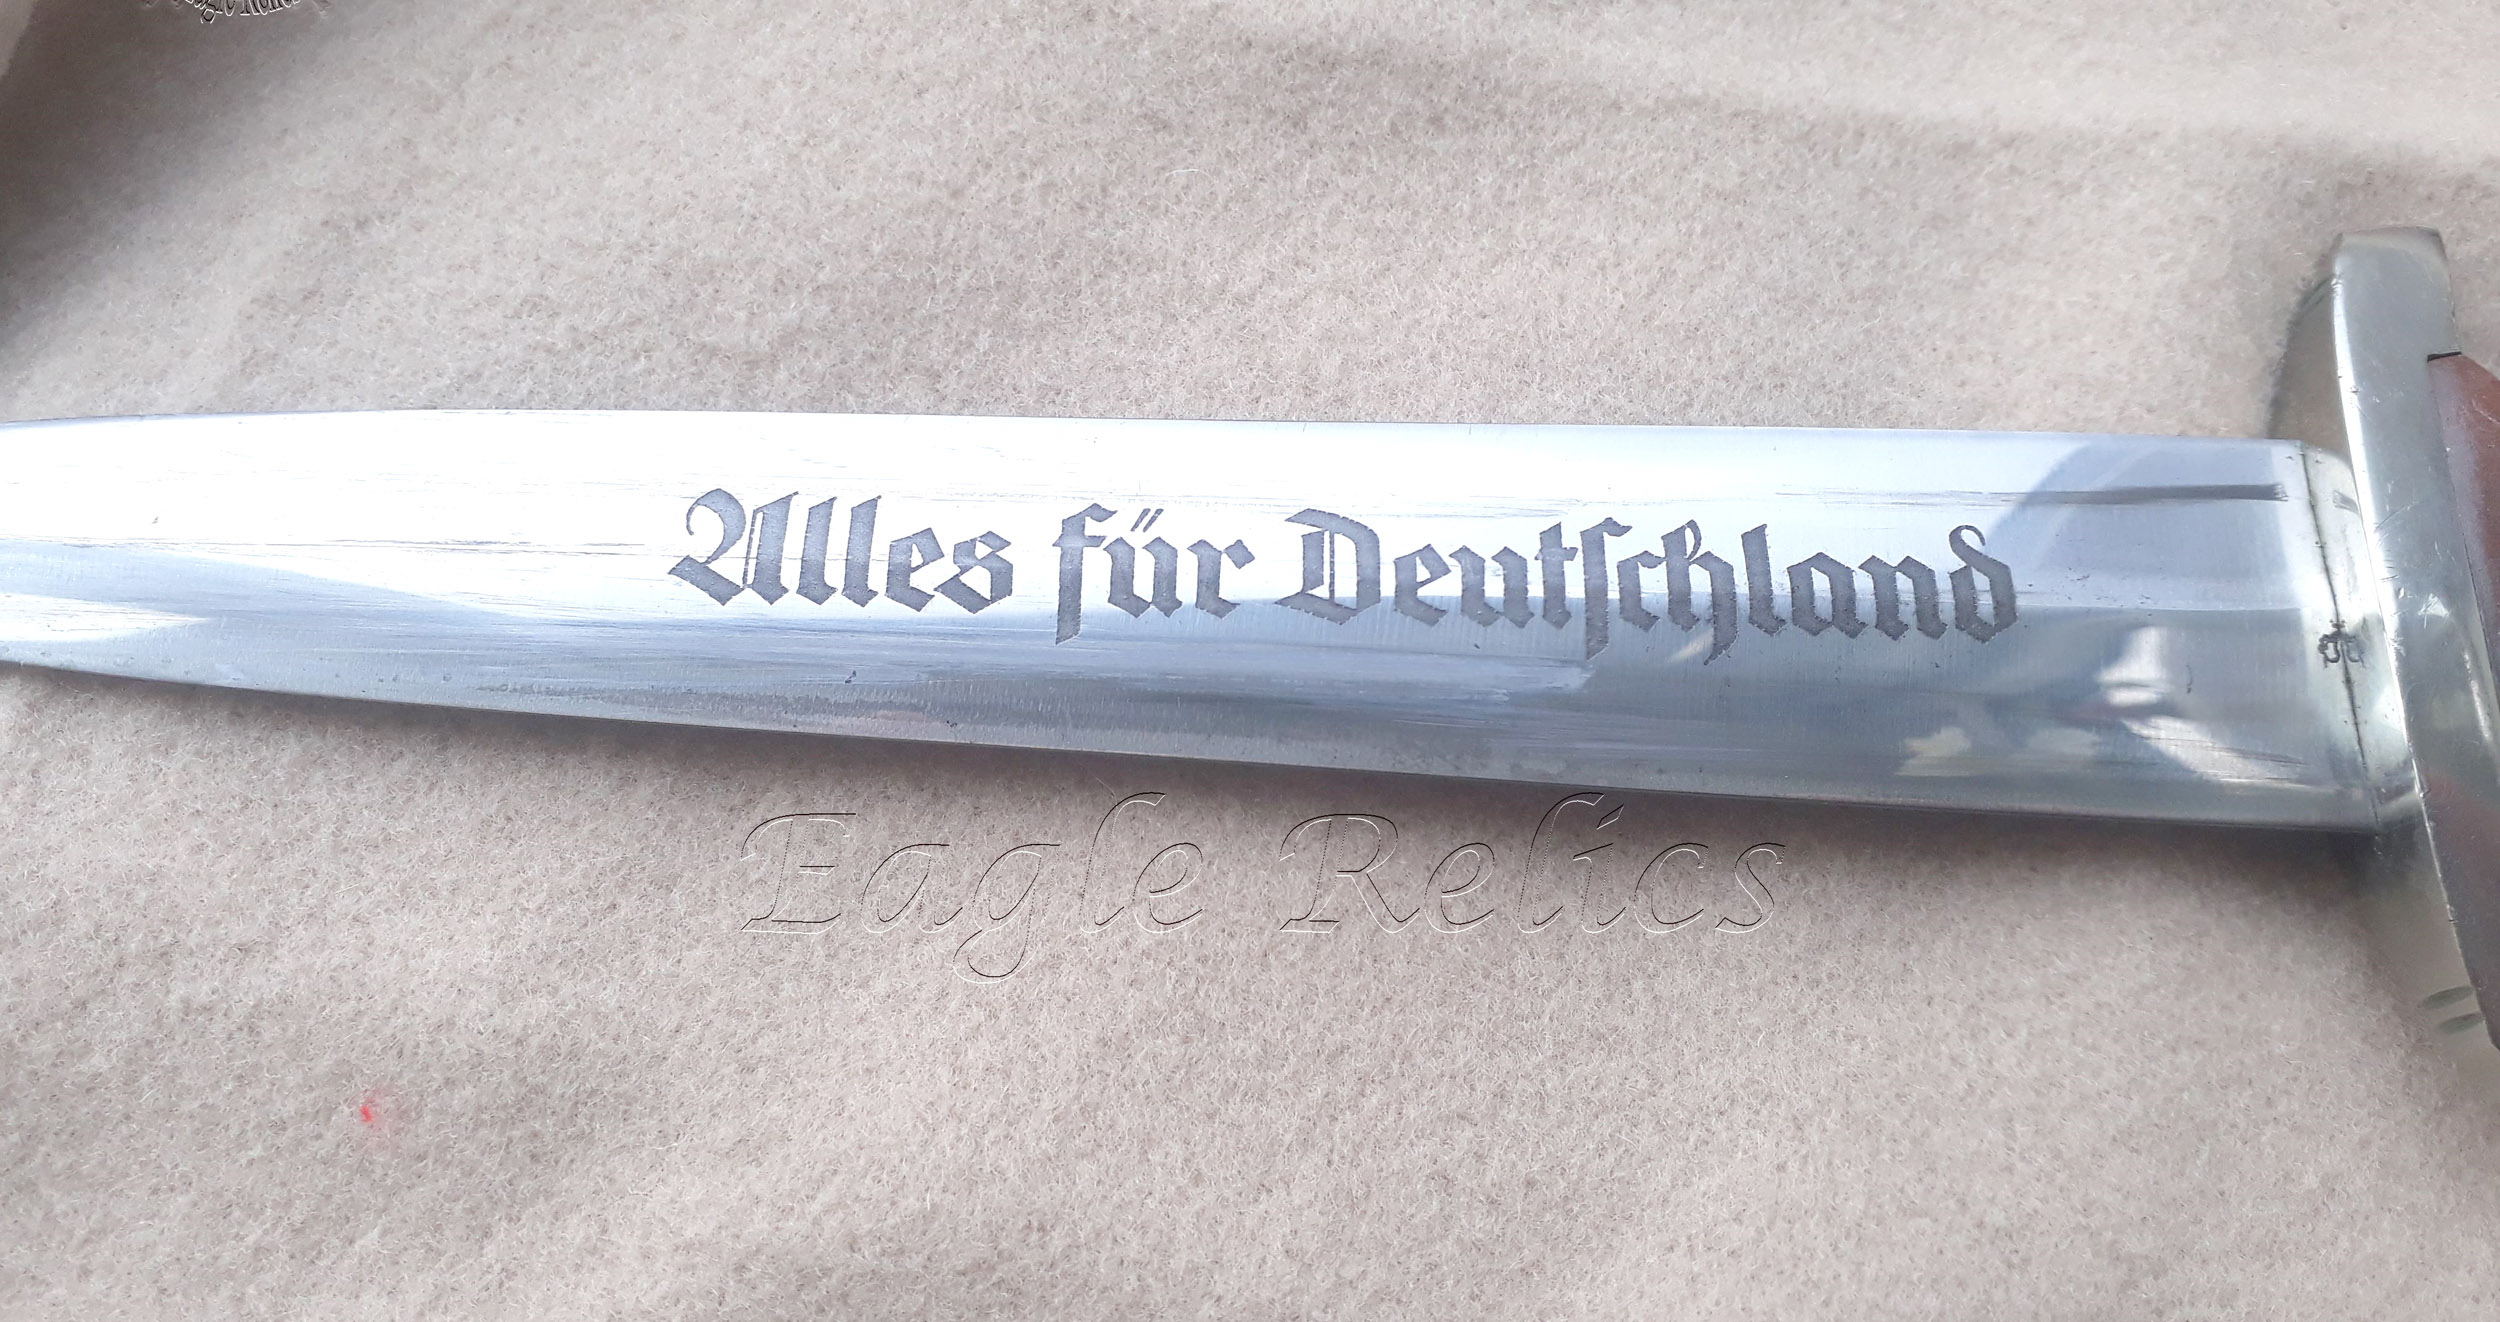 Alles für Deutſchland
Eagle Relics